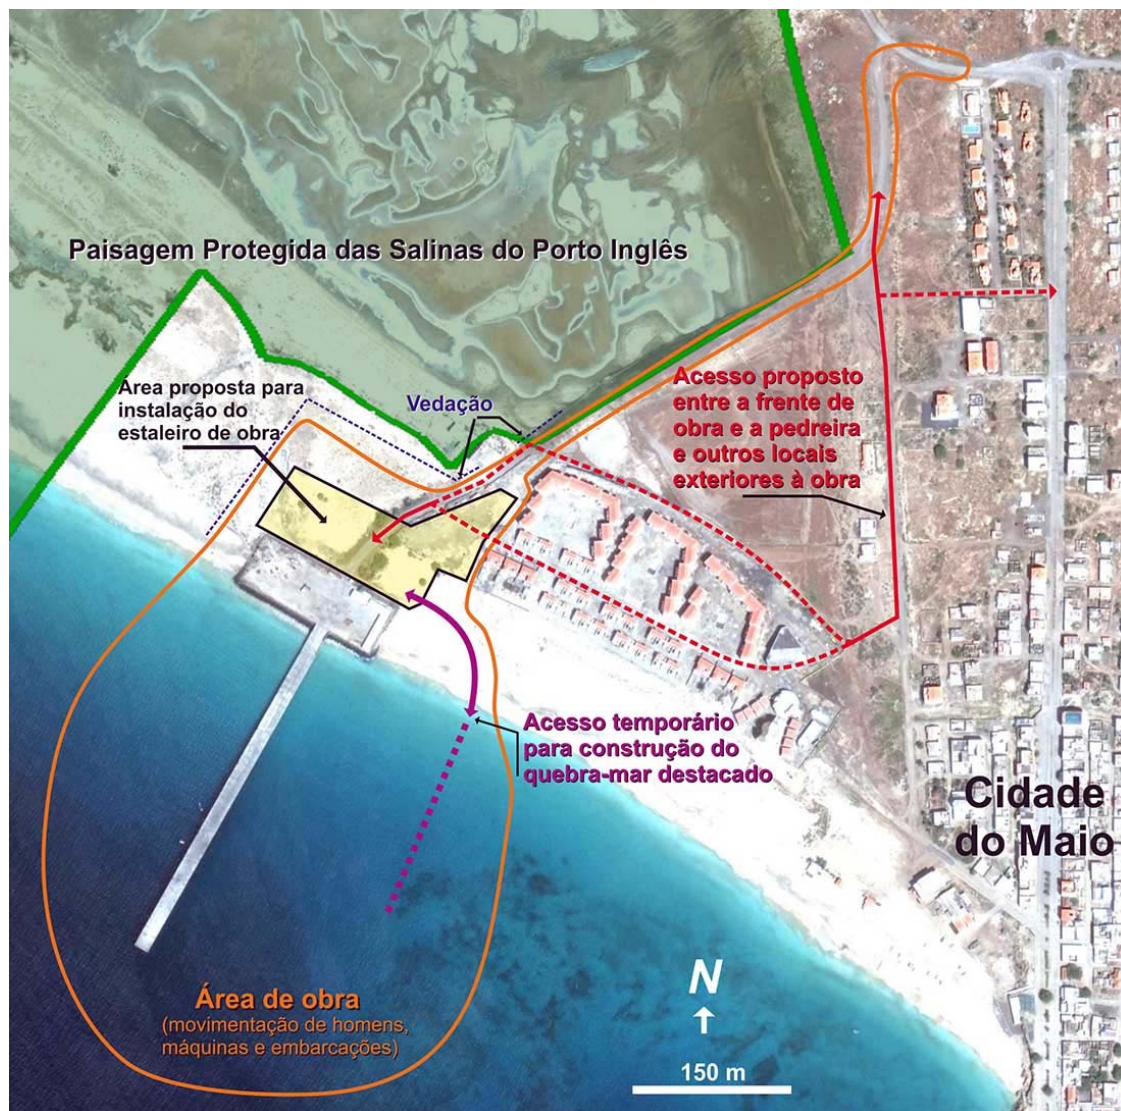 Paisagem Protegida das Salinas do Porto Inglês
Área proposta para
instalação do
estaleiro de obra
Vedação
Acesso proposto
entre a frente de
obra e a pedreira
e outros locais
exteriores à obra
Acesso temporário
para construção do
quebra-mar destacado
Cidade
do Maio
Área de obra
(movimentação de homens,
máquinas e embarcações)
N
150 m